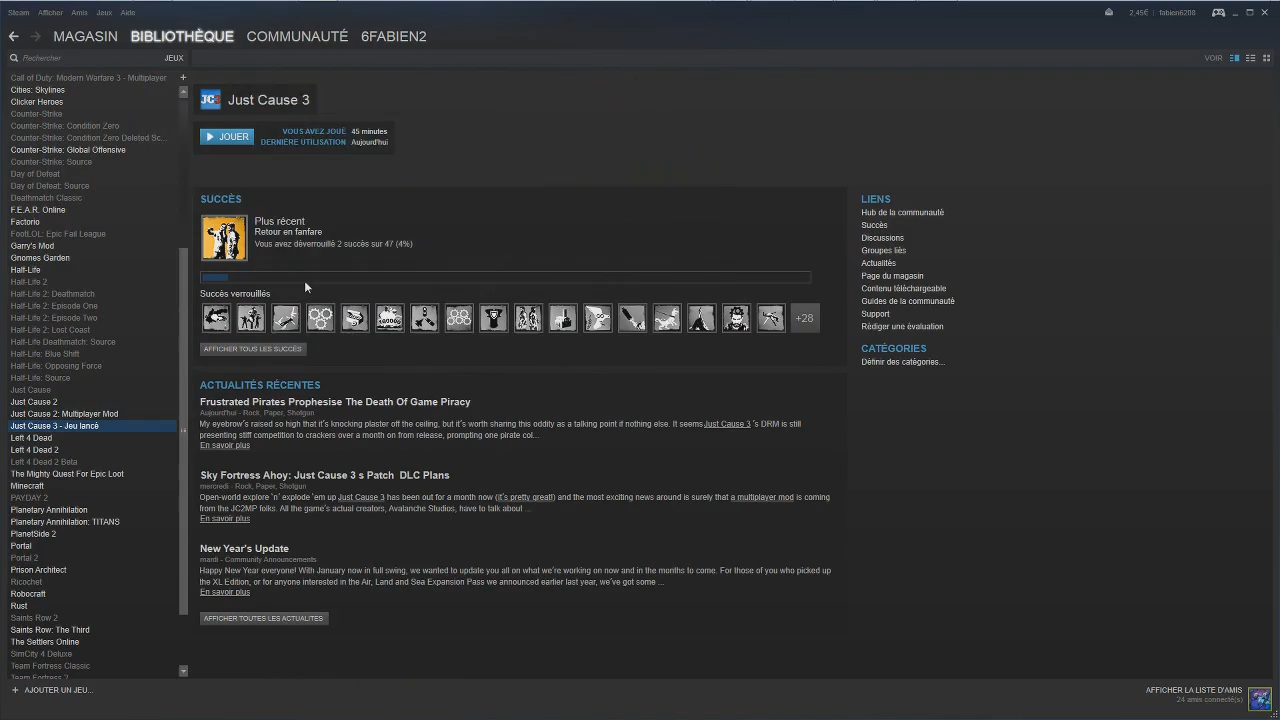 Steam Afficher Amis Jeux Aide
2,45€ fabien6208
MAGASIN BIBLIOTHÈQUE COMMUNAUTÉ 6FABIEN2
Rechercher JEUX
VOIR
Call of Duty: Modern Warfare 3 - Multiplayer
Cities: Skylines
Clicker Heroes
Counter-Strike
Counter-Strike: Condition Zero
Counter-Strike: Condition Zero Deleted Sc...
Counter-Strike: Global Offensive
Counter-Strike: Source
Day of Defeat
Day of Defeat: Source
Deathmatch Classic
F.E.A.R. Online
Factorio
FootLOL: Epic Fail League
Garry's Mod
Gnomes Garden
Half-Life
Half-Life 2
Half-Life 2: Deathmatch
Half-Life 2: Episode One
Half-Life 2: Episode Two
Half-Life 2: Lost Coast
Half-Life Deathmatch: Source
Half-Life: Blue Shift
Half-Life: Opposing Force
Half-Life: Source
Just Cause
Just Cause 2
Just Cause 2: Multiplayer Mod
Just Cause 3 - Jeu lancé
Left 4 Dead
Left 4 Dead 2
Left 4 Dead 2 Beta
The Mighty Quest For Epic Loot
Minecraft
PAYDAY 2
Planetary Annihilation
Planetary Annihilation: TITANS
PlanetSide 2
Portal
Portal 2
Prison Architect
Ricochet
Robocraft
Rust
Saints Row 2
Saints Row: The Third
The Settlers Online
SimCity 4 Deluxe
Team Fortress Classic
Team Fortress 2
+ AJOUTER UN JEU...
Just Cause 3
JOUER
VOUS AVEZ JOUÉ 45 minutes
DERNIÈRE UTILISATION Aujourd'hui
SUCCÈS
Plus récent
Retour en fanfare
Vous avez déverrouillé 2 succès sur 47 (4%)
Succès verrouillés
+28
AFFICHER TOUS LES SUCCÈS
ACTUALITÉS RÉCENTES
Frustrated Pirates Prophesise The Death Of Game Piracy
Aujourd'hui - Rock, Paper, Shotgun
My eyebrow's raised so high that it's knocking plaster off the ceiling, but it's worth sharing this oddity as a talking point if nothing else. It seems Just Cause 3 's DRM is still
presenting stiff competition to crackers over a month on from release, prompting one pirate col...
En savoir plus
Sky Fortress Ahoy: Just Cause 3 s Patch DLC Plans
mercredi - Rock, Paper, Shotgun
Open-world explore 'n' explode 'em up Just Cause 3 has been out for a month now (it's pretty great!) and the most exciting news around is surely that a multiplayer mod is coming
from the JC2MP folks. All the game's actual creators, Avalanche Studios, have to talk about ...
En savoir plus
New Year's Update
mardi - Community Announcements
Happy New Year everyone! With January now in full swing, we wanted to update you all on what we're working on now and in the months to come. For those of you who picked up
the XL Edition, or for anyone interested in the Air, Land and Sea Expansion Pass we announced earlier last year, we've got some ...
En savoir plus
AFFICHER TOUTES LES ACTUALITÉS
LIENS
Hub de la communauté
Succès
Discussions
Groupes liés
Actualités
Page du magasin
Contenu téléchargeable
Guides de la communauté
Support
Rédiger une évaluation
CATÉGORIES
Définir des catégories...
AFFICHER LA LISTE D'AMIS
24 amis connecté(s)